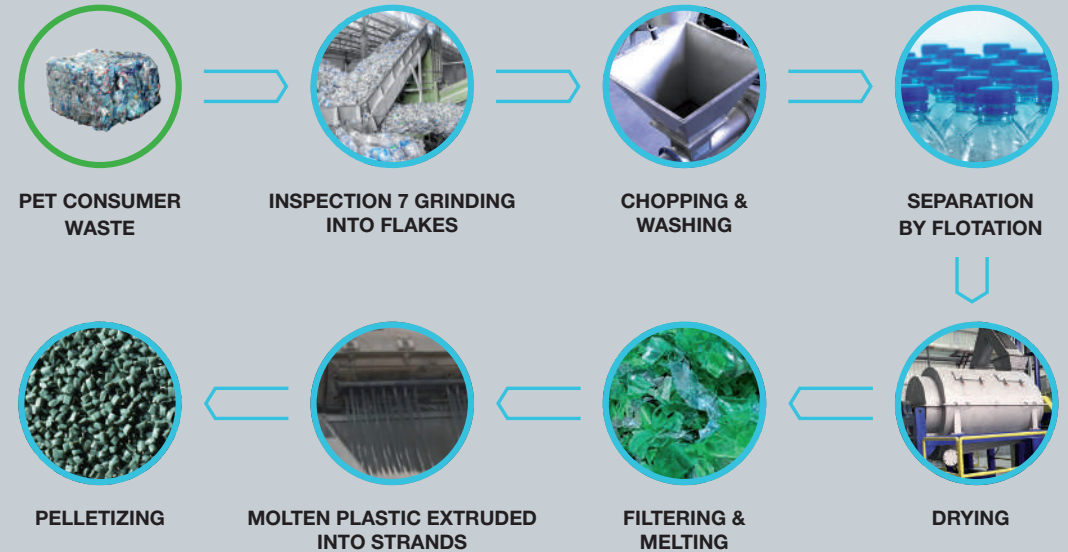 PET CONSUMER
WASTE
INSPECTION 7 GRINDING
INTO FLAKES
CHOPPING &
WASHING
SEPARATION
BY FLOTATION
PELLETIZING
MOLTEN PLASTIC EXTRUDED
INTO STRANDS
FILTERING &
MELTING
DRYING